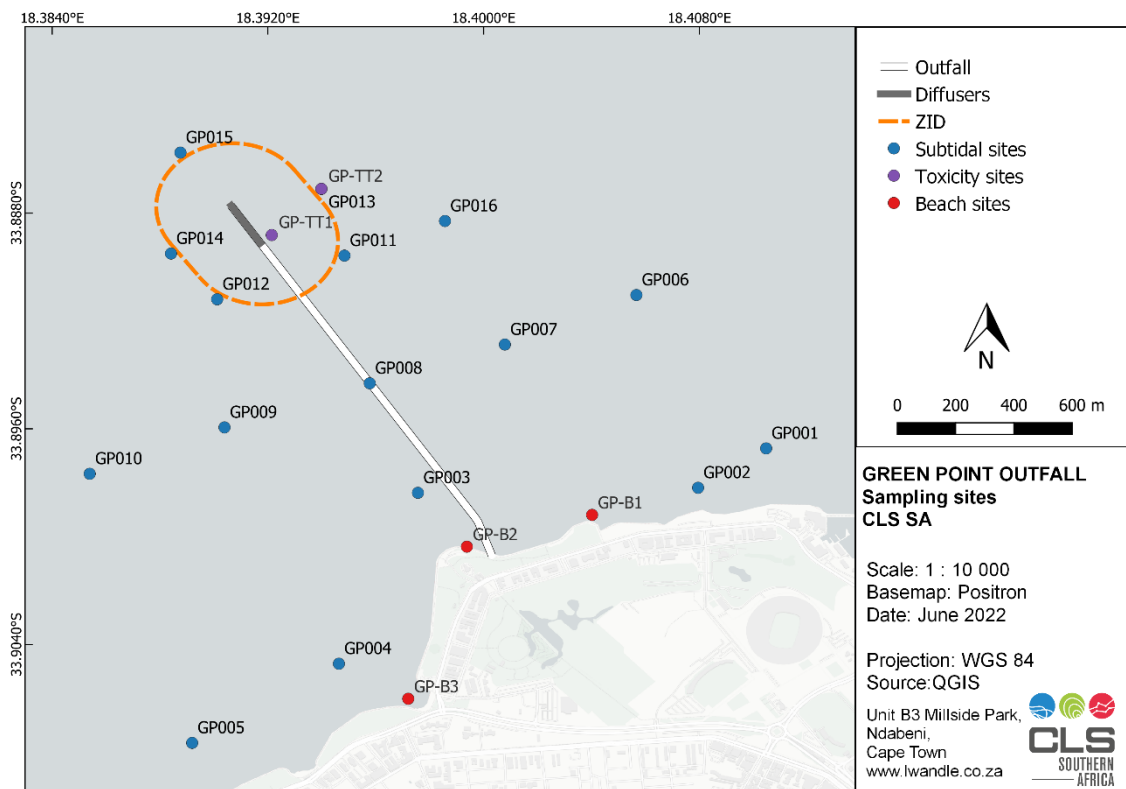 18.3840°E
18.3920°E
18.4000°E
18.4080°E
33.8880°S
33.8960°S
33.9040°S
GP015
GP-TT2
GP013
GP016
GP-TT1
GP011
GP014
GP012
GP006
GP007
GP008
GP009
GP010
GP001
GP002
GP003
GP-B1
GP-B2
GP004
GP-B3
GP005
Outfall
Diffusers
ZID
Subtidal sites
Toxicity sites
Beach sites
N
0 200 400 600 m
GREEN POINT OUTFALL
Sampling sites
CLS SA
Scale: 1 : 10 000
Basemap: Positron
Date: June 2022
Projection: WGS 84
Source:QGIS
Unit B3 Millside Park,
Ndabeni,
Cape Town
www.lwandle.co.za
CLS
SOUTHERN
AFRICA